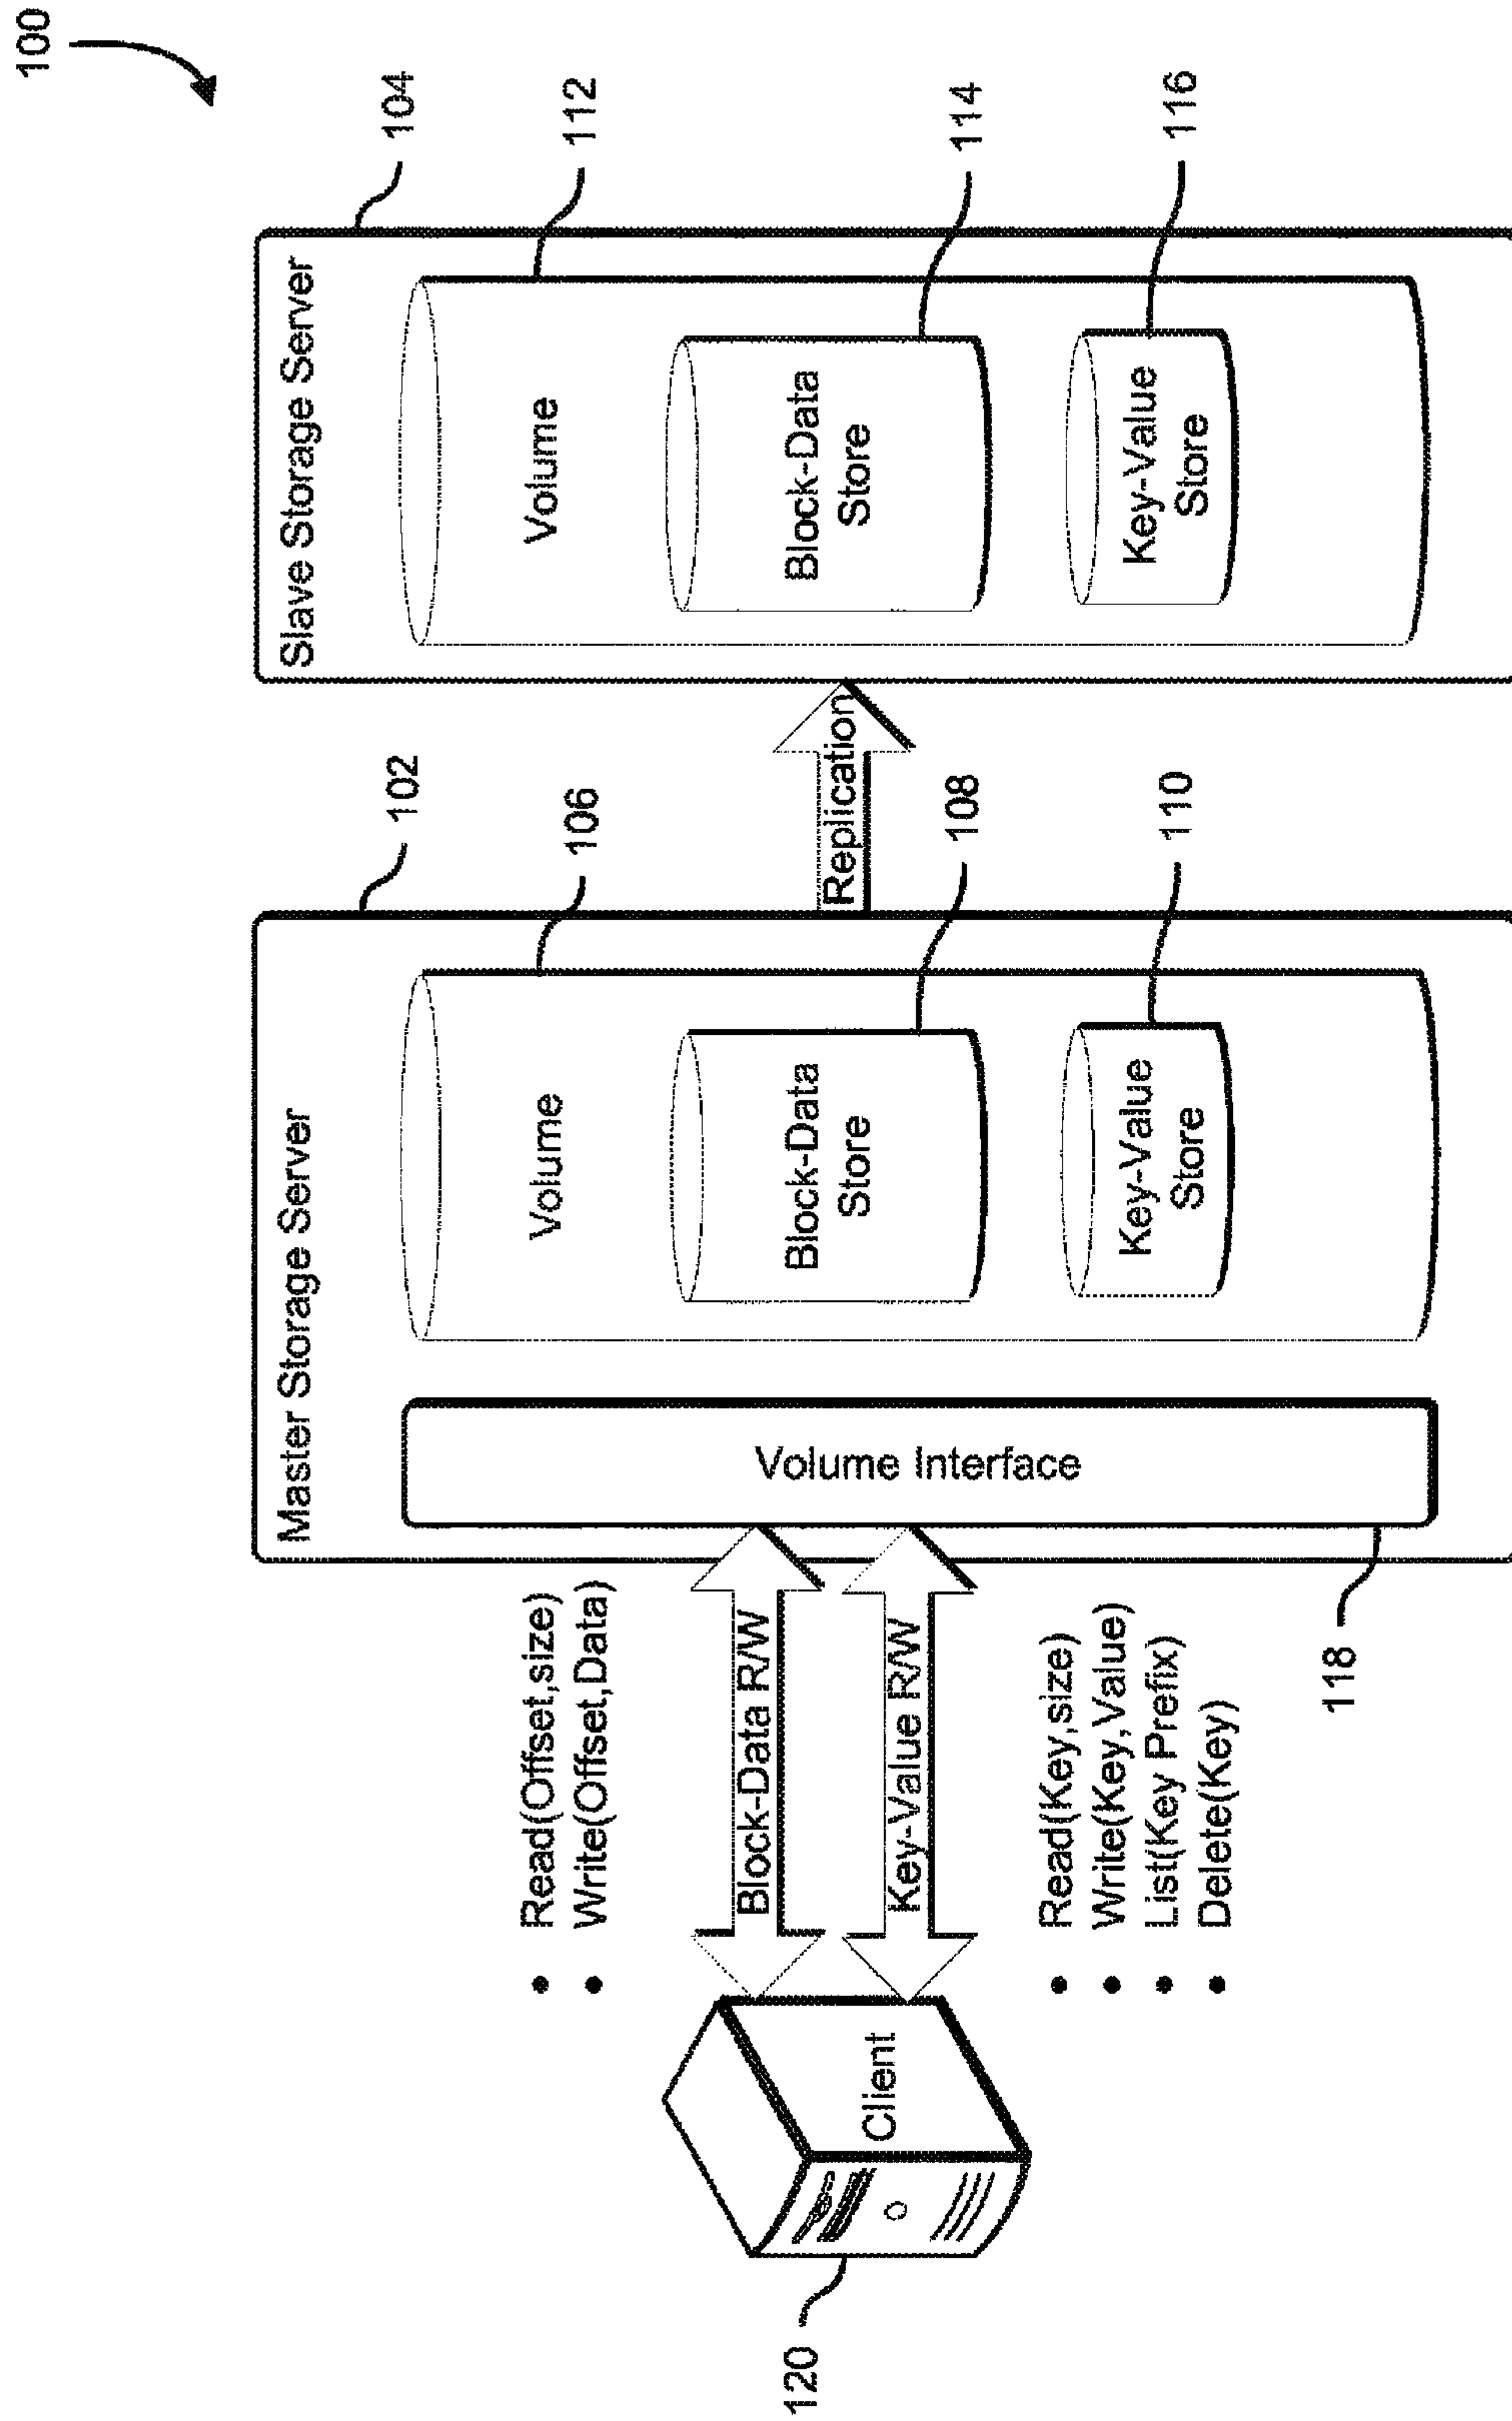 100
Master Storage Server
102
Slave Storage Server
104
Volume
106
Volume
112
• Read(Offset,size)
• Write(Offset,Data)
Block-Data R/W
Key-Value R/W
Volume Interface
Block-Data
Store
108
Replication
Block-Data
Store
114
Client
120
• Read(Key,size)
• Write(Key,Value)
• List(Key Prefix)
• Delete(Key)
118
Key-Value
Store
110
Key-Value
Store
116